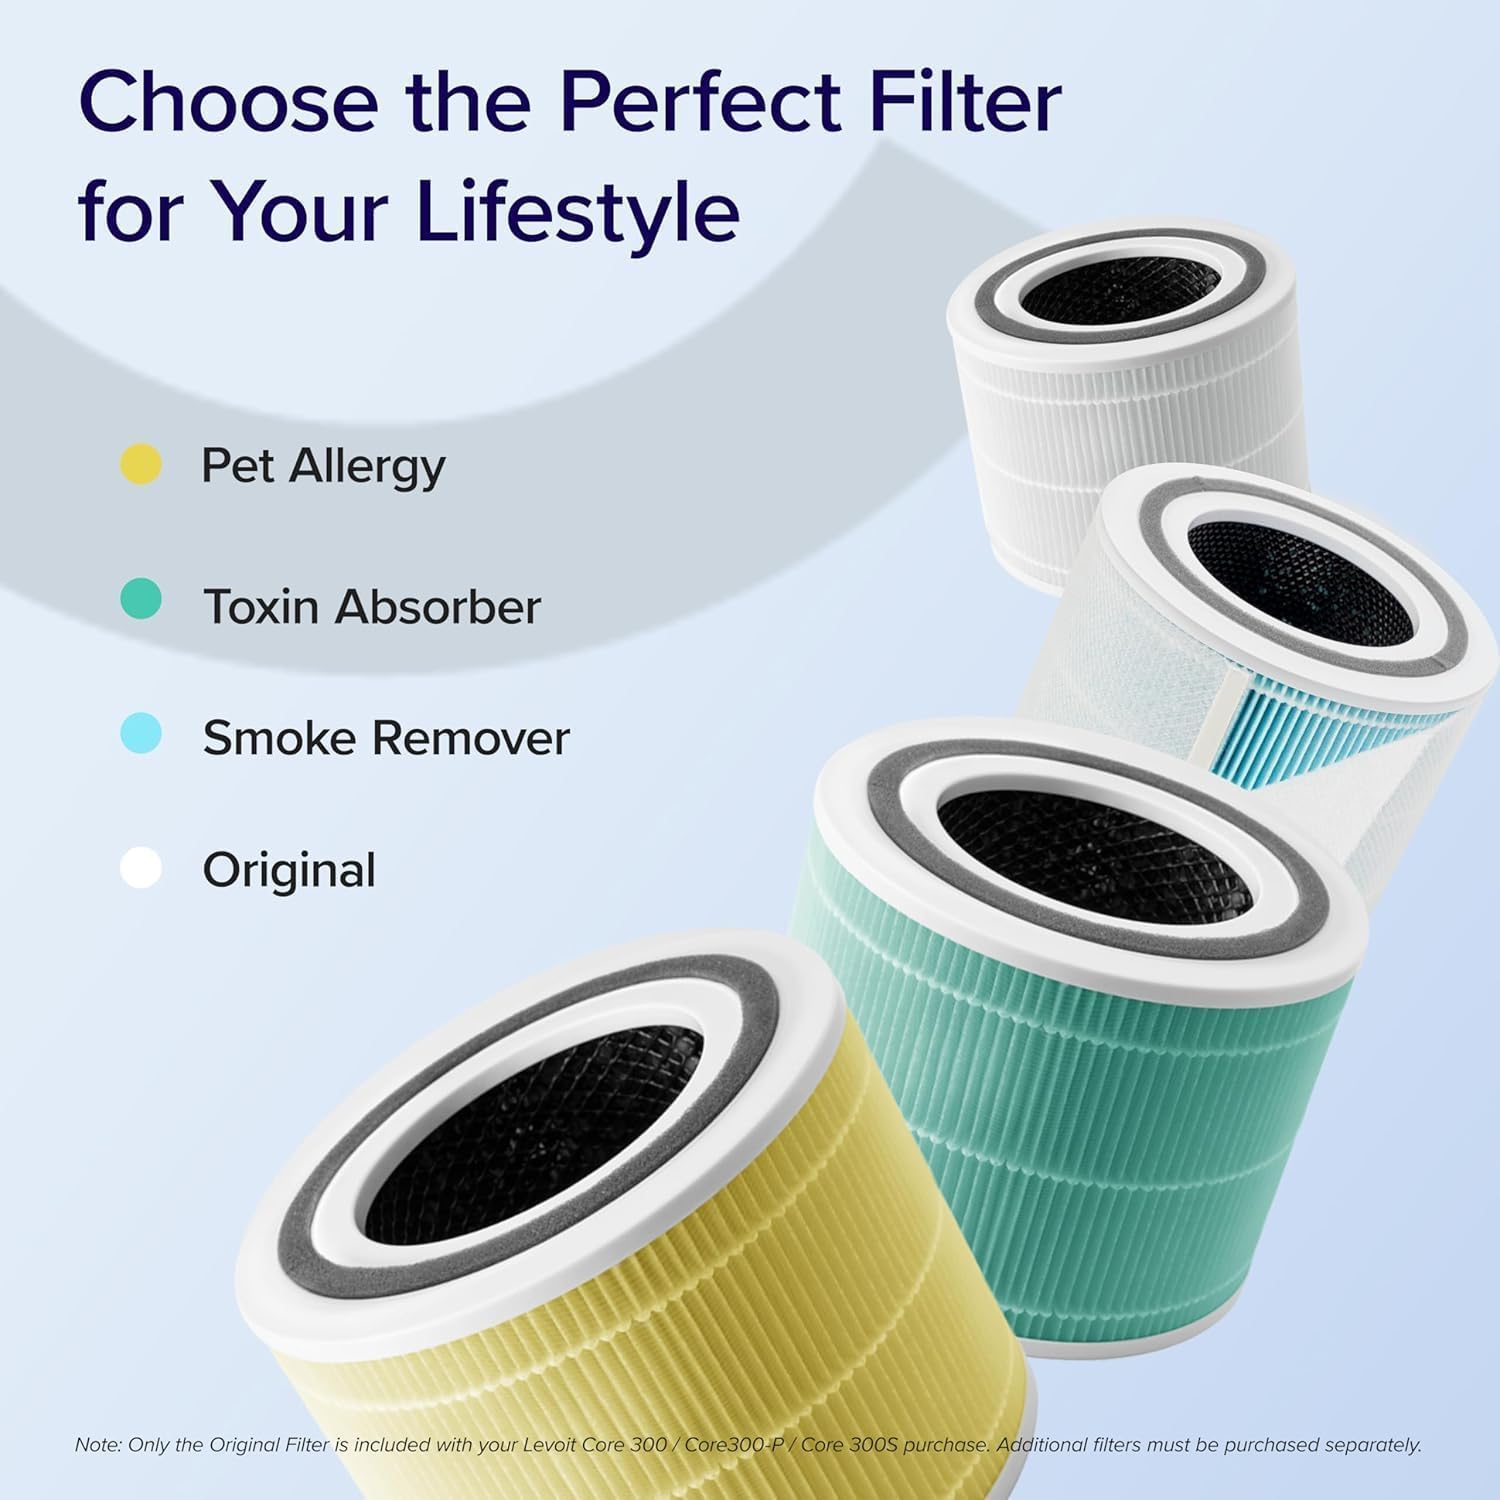 Choose the Perfect Filter
for Your Lifestyle
Pet Allergy
Toxin Absorber
Smoke Remover
Original
Note: Only the Original Filter is included with your Levoit Core 300 / Core300-P / Core 300S purchase. Additional filters must be purchased separately.